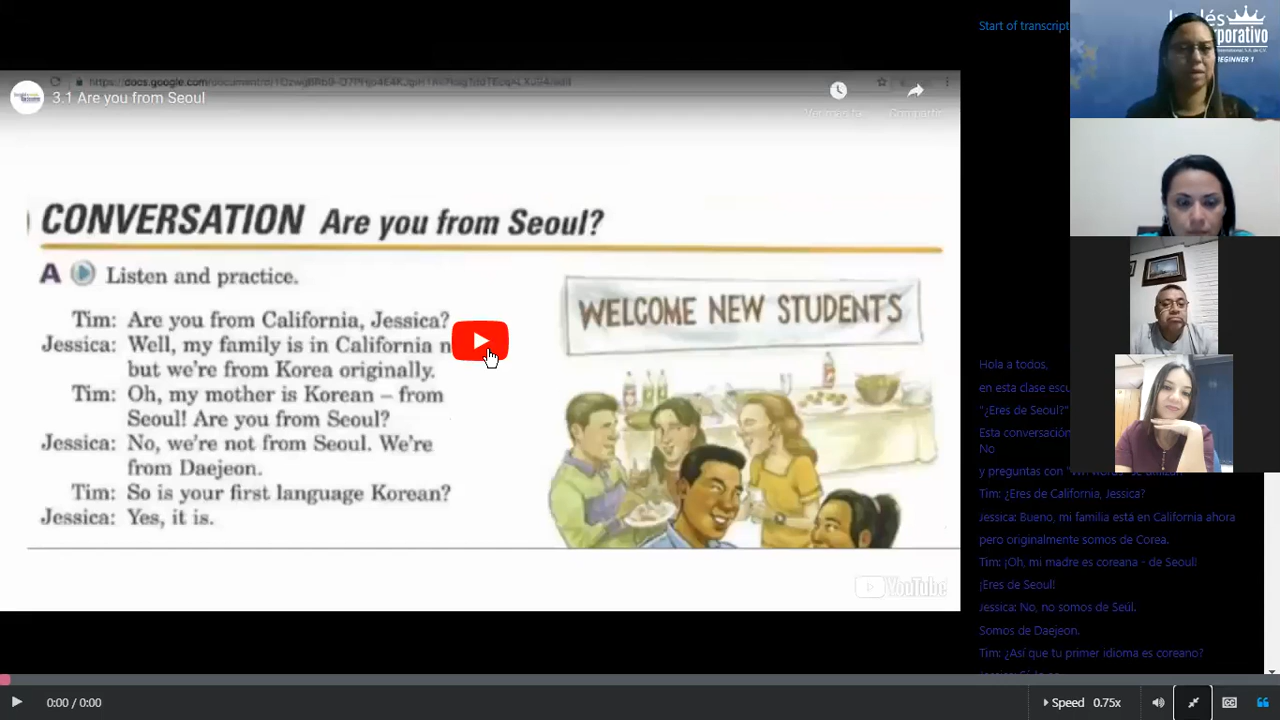 Start of transcript
3.1 Are you from Seoul
Compartir
CONVERSATION Are you from Seoul?
A Listen and practice.
Tim: Are you from California, Jessica?
Jessica: Well, my family is in California
but we're from Korea originally.
Tim: Oh, my mother is Korean – from
Seoul! Are you from Seoul?
Jessica: No, we're not from Seoul. We're
from Daejeon.
Tim: So is your first language Korean?
Jessica: Yes, it is.
WELCOME NEW STUDENTS
YouTube
Hola a todos,
en esta clase
"¿Eres de Seoul?"
Esta conversación
No
y preguntas con
Tim: ¿Eres de California, Jessica?
Jessica: Bueno, mi familia está en California ahora
pero originalmente somos de Corea.
Tim: ¡Oh, mi madre es coreana - de Seoul!
¡Eres de Seoul!
Jessica: No, no somos de Seúl.
Somos de Daejeon.
Tim: ¿Así que tu primer idioma es coreano?
0:00 / 0:00
Speed 0.75x